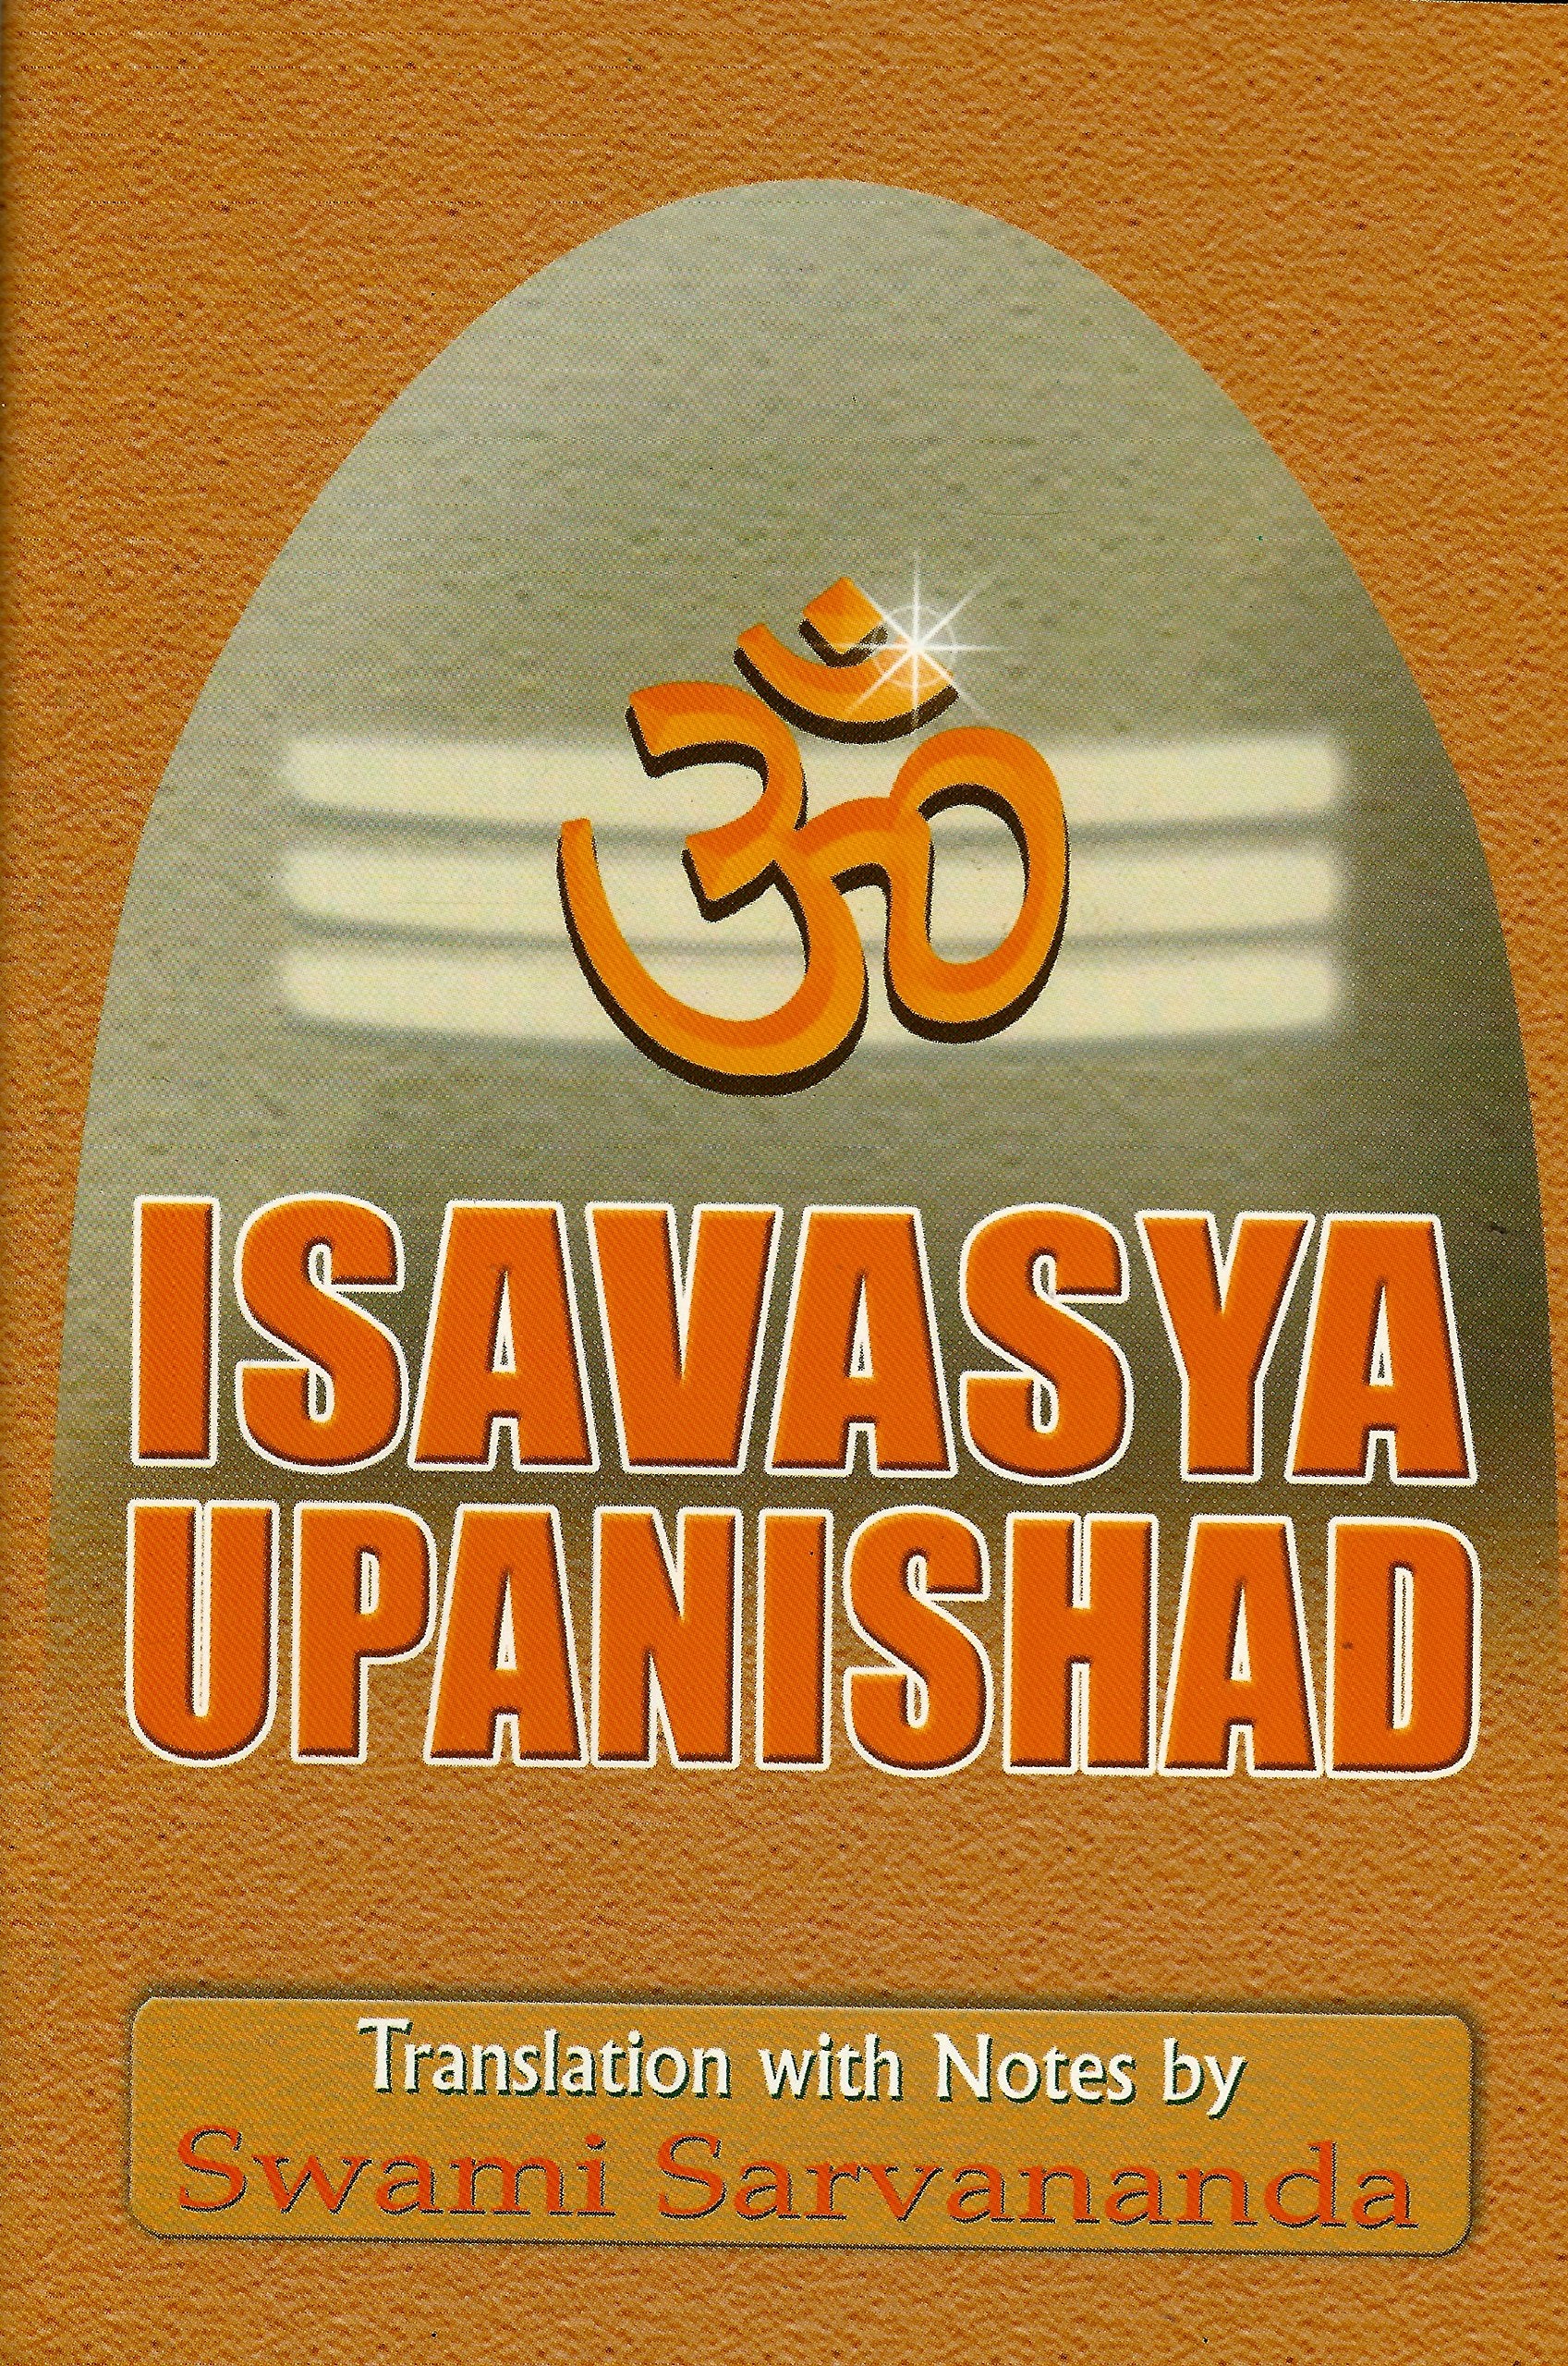 ॐ
ISAVASYA
UPANISHAD
Translation with Notes by
Swami Sarvananda